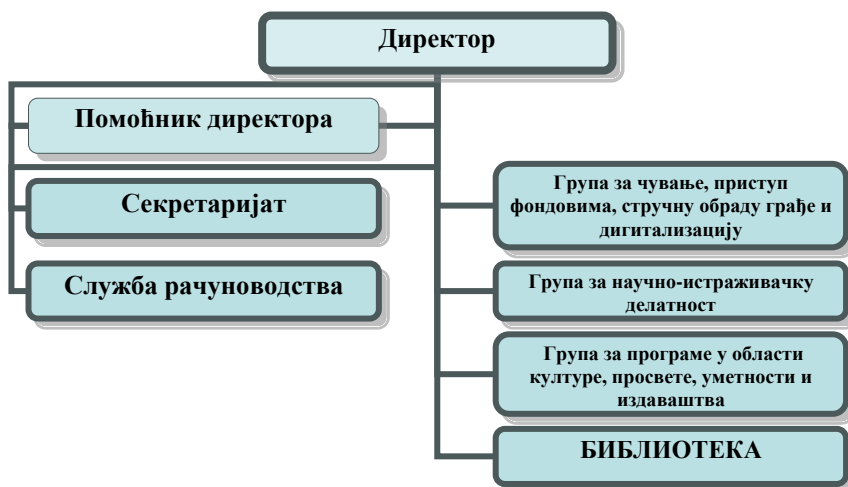 Директор
Помоћник директора
Секретаријат
Служба рачуноводства
Група за чување, приступ
фондовима, стручну обраду грађе и
дигитализацију
Група за научно-истраживачку
делатност
Група за програме у области
културе, просвете, уметности и
издаваштва
БИБЛИОТЕКА